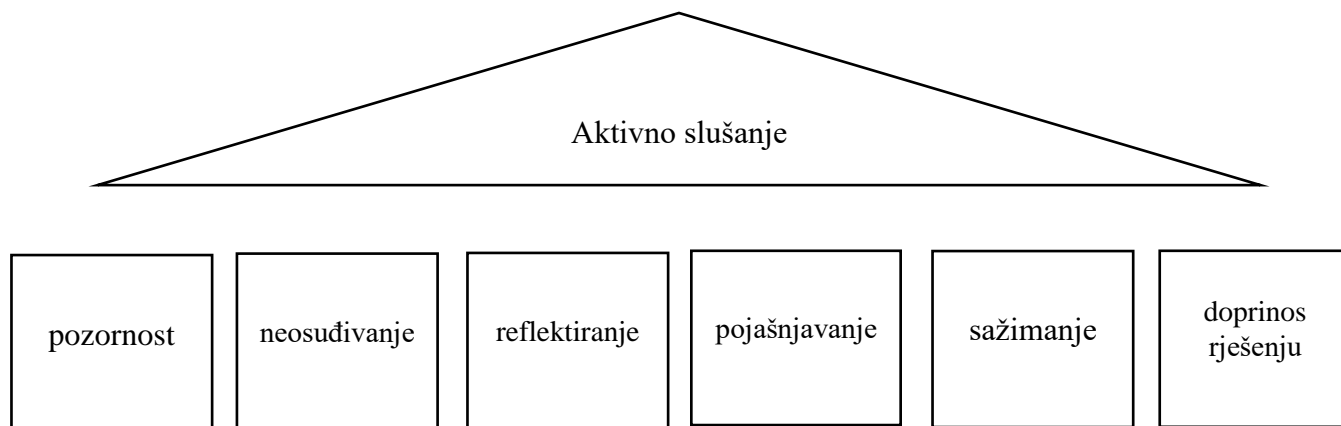 Aktivno slušanje
pozornost
neosuđivanje
reflektiranje
pojašnjavanje
sažimanje
doprinos
rješenju